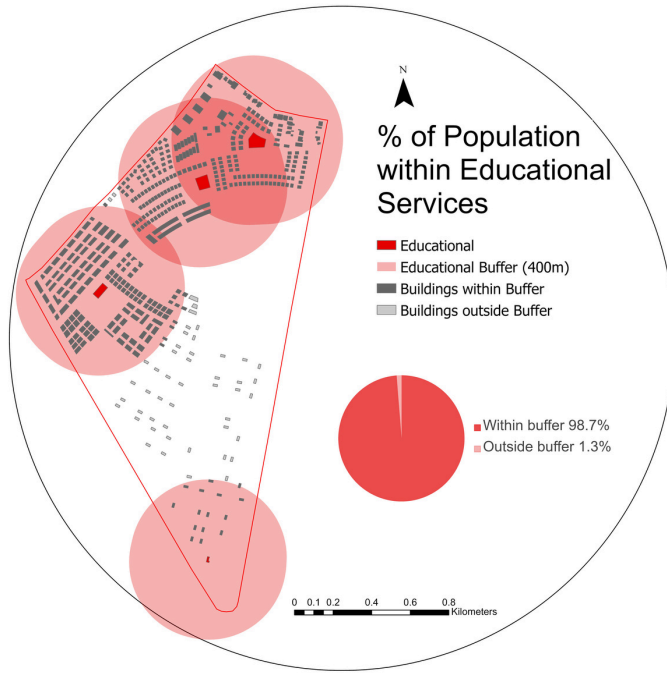 N
% of Population
within Educational
Services
Educational
Educational Buffer (400m)
Buildings within Buffer
Buildings outside Buffer
Within buffer 98.7%
Outside buffer 1.3%
0 0.1 0.2 0.4 0.6 0.8
Kilometers